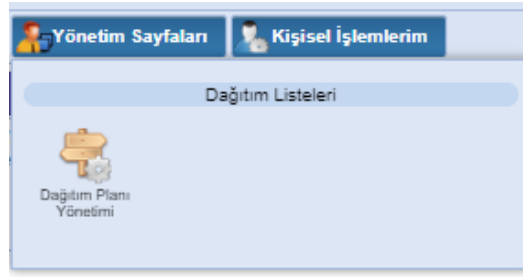 Yönetim Sayfaları
Kişisel İşlemlerim
Dağıtım Listeleri
Dağıtım Planı
Yönetimi